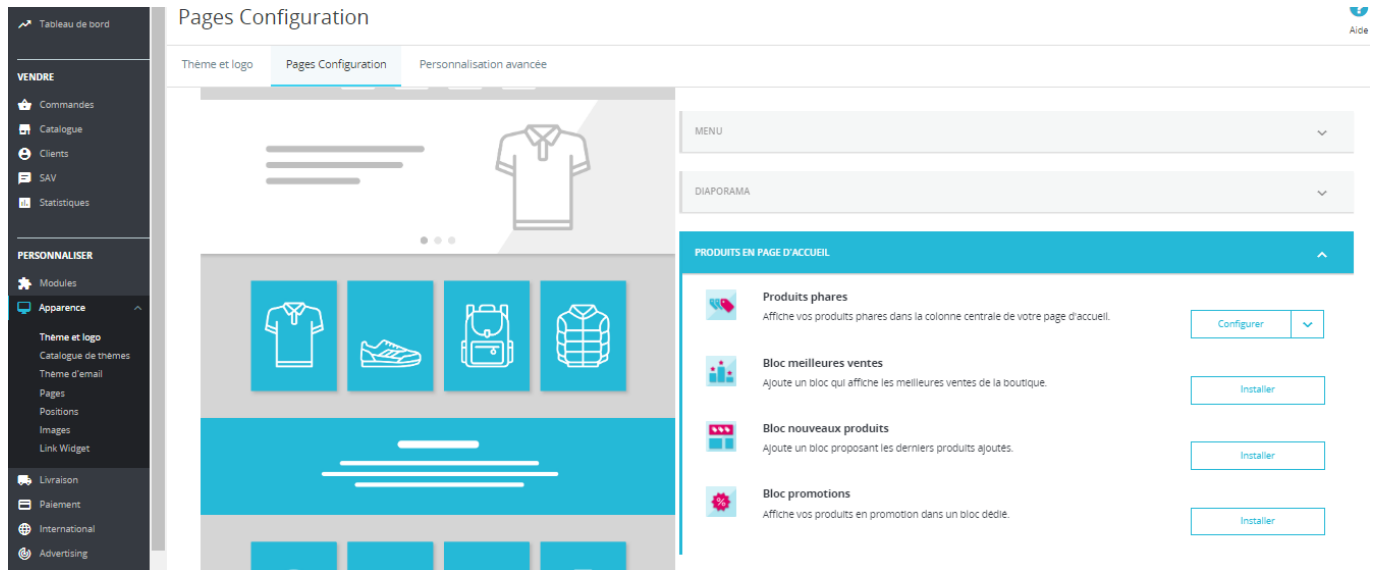 Tableau de bord
VENDRE
Commandes
Catalogue
Clients
SAV
Statistiques
PERSONNALISER
Modules
Apparence
Thème et logo
Catalogue de thèmes
Thème d'email
Pages
Positions
Images
Link Widget
Livraison
Paiement
International
Advertising
Pages Configuration
Aide
Thème et logo
Pages Configuration
Personnalisation avancée
MENU
DIAPORAMA
PRODUITS EN PAGE D'ACCUEIL
Produits phares
Affiche vos produits phares dans la colonne centrale de votre page d'accueil.
Configurer
Bloc meilleures ventes
Ajoute un bloc qui affiche les meilleures ventes de la boutique.
Installer
Bloc nouveaux produits
Ajoute un bloc proposant les derniers produits ajoutés.
Installer
Bloc promotions
Affiche vos produits en promotion dans un bloc dédié.
Installer